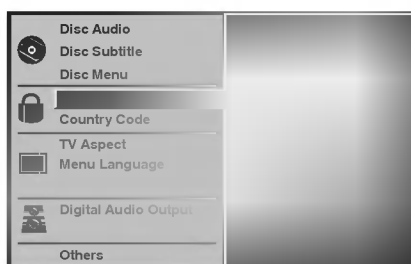 Disc Audio
Disc Subtitle
Disc Menu
Country Code
TV Aspect
Menu Language
Digital Audio Output
Others